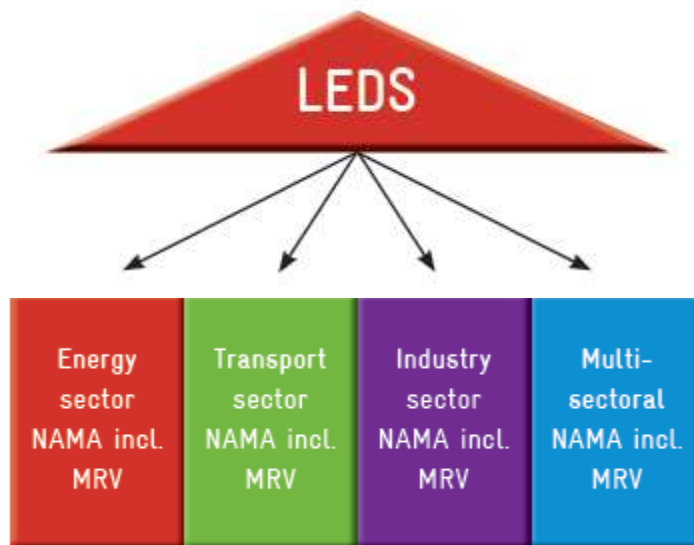 LEDS
Energy
sector
NAMA incl.
MRV
Transport
sector
NAMA incl.
MRV
Industry
sector
NAMA incl.
MRV
Multi-
sectoral
NAMA incl.
MRV